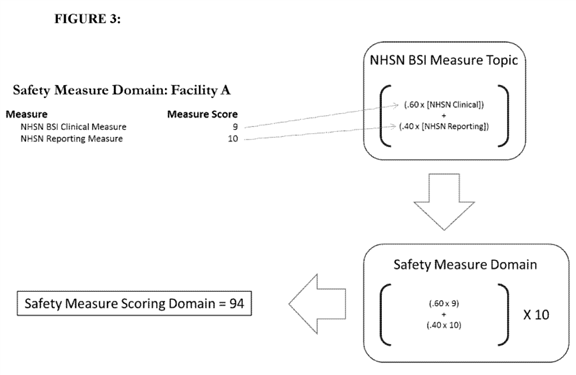 FIGURE 3:
NHSN BSI Measure Topic
Safety Measure Domain: Facility A
Measure Measure Score
NHSN BSI Clinical Measure 9
NHSN Reporting Measure 10
(.60 x [NHSN Clinical])
+
(.40 x [NHSN Reporting])
Safety Measure Domain
(.60 x 9)
+
(.40 x 10)
X 10
Safety Measure Scoring Domain = 94